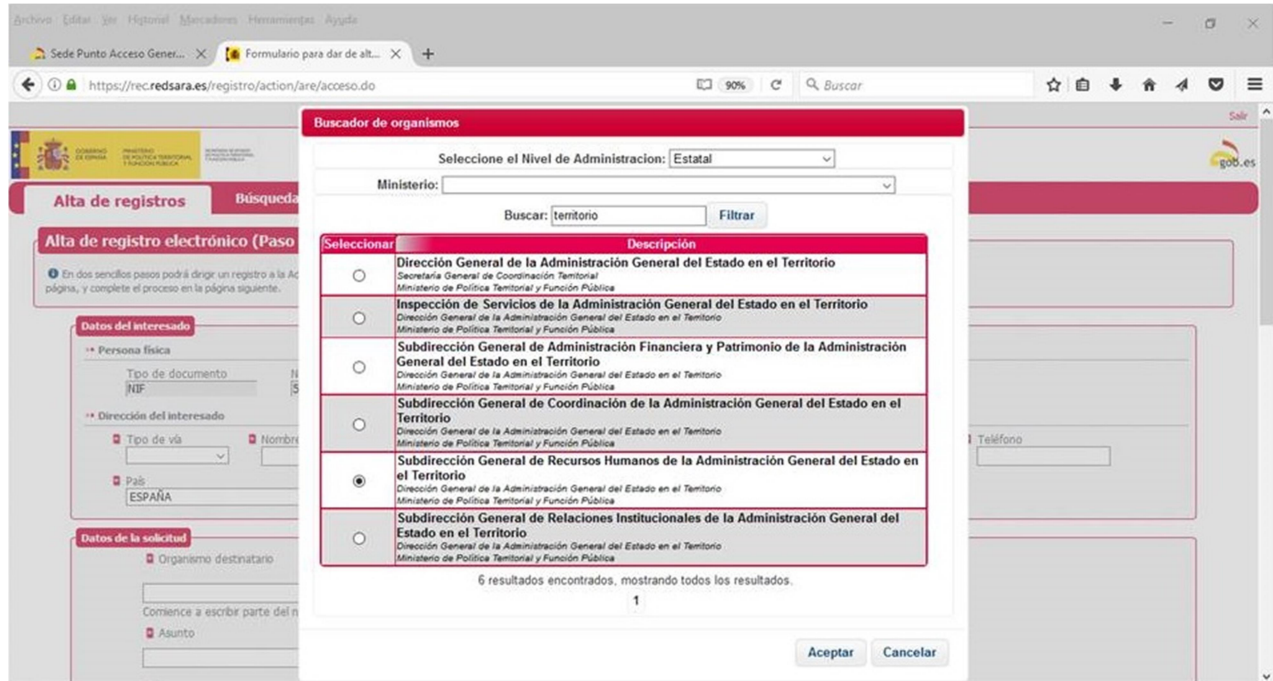 Archivo Editar Ver Historial Marcadores Herramientas Ayuda
Sede Punto Acceso Gener...
Formulario para dar de alt...
https://rec.redsara.es/registro/action/are/acceso.do
90%
Buscar
Salir
GOBIERNO DE ESPAÑA
MINISTERIO DE POLÍTICA TERRITORIAL Y FUNCIÓN PÚBLICA
gob.es
Alta de registros
Búsqueda
Alta de registro electrónico (Paso
En dos sencillos pasos podrá dirigir un registro a la Ad
página, y complete el proceso en la página siguiente.
Datos del interesado
Persona física
Tipo de documento
N
NIF
5
Dirección del interesado
Tipo de vía
Nombre
Teléfono
País
ESPAÑA
Datos de la solicitud
Organismo destinatario
Comience a escribir parte del n
Asunto
Buscador de organismos
Seleccione el Nivel de Administracion: Estatal
Ministerio:
Buscar: territorio Filtrar
Seleccionar Descripción
Dirección General de la Administración General del Estado en el Territorio
Secretaría General de Coordinación Territorial
Ministerio de Política Territorial y Función Pública
Inspección de Servicios de la Administración General del Estado en el Territorio
Dirección General de la Administración General del Estado en el Territorio
Ministerio de Política Territorial y Función Pública
Subdirección General de Administración Financiera y Patrimonio de la Administración
General del Estado en el Territorio
Dirección General de la Administración General del Estado en el Territorio
Ministerio de Política Territorial y Función Pública
Subdirección General de Coordinación de la Administración General del Estado en el
Territorio
Dirección General de la Administración General del Estado en el Territorio
Ministerio de Política Territorial y Función Pública
Subdirección General de Recursos Humanos de la Administración General del Estado en
el Territorio
Dirección General de la Administración General del Estado en el Territorio
Ministerio de Política Territorial y Función Pública
Subdirección General de Relaciones Institucionales de la Administración General del
Estado en el Territorio
Dirección General de la Administración General del Estado en el Territorio
Ministerio de Política Territorial y Función Pública
6 resultados encontrados, mostrando todos los resultados.
1
Aceptar Cancelar